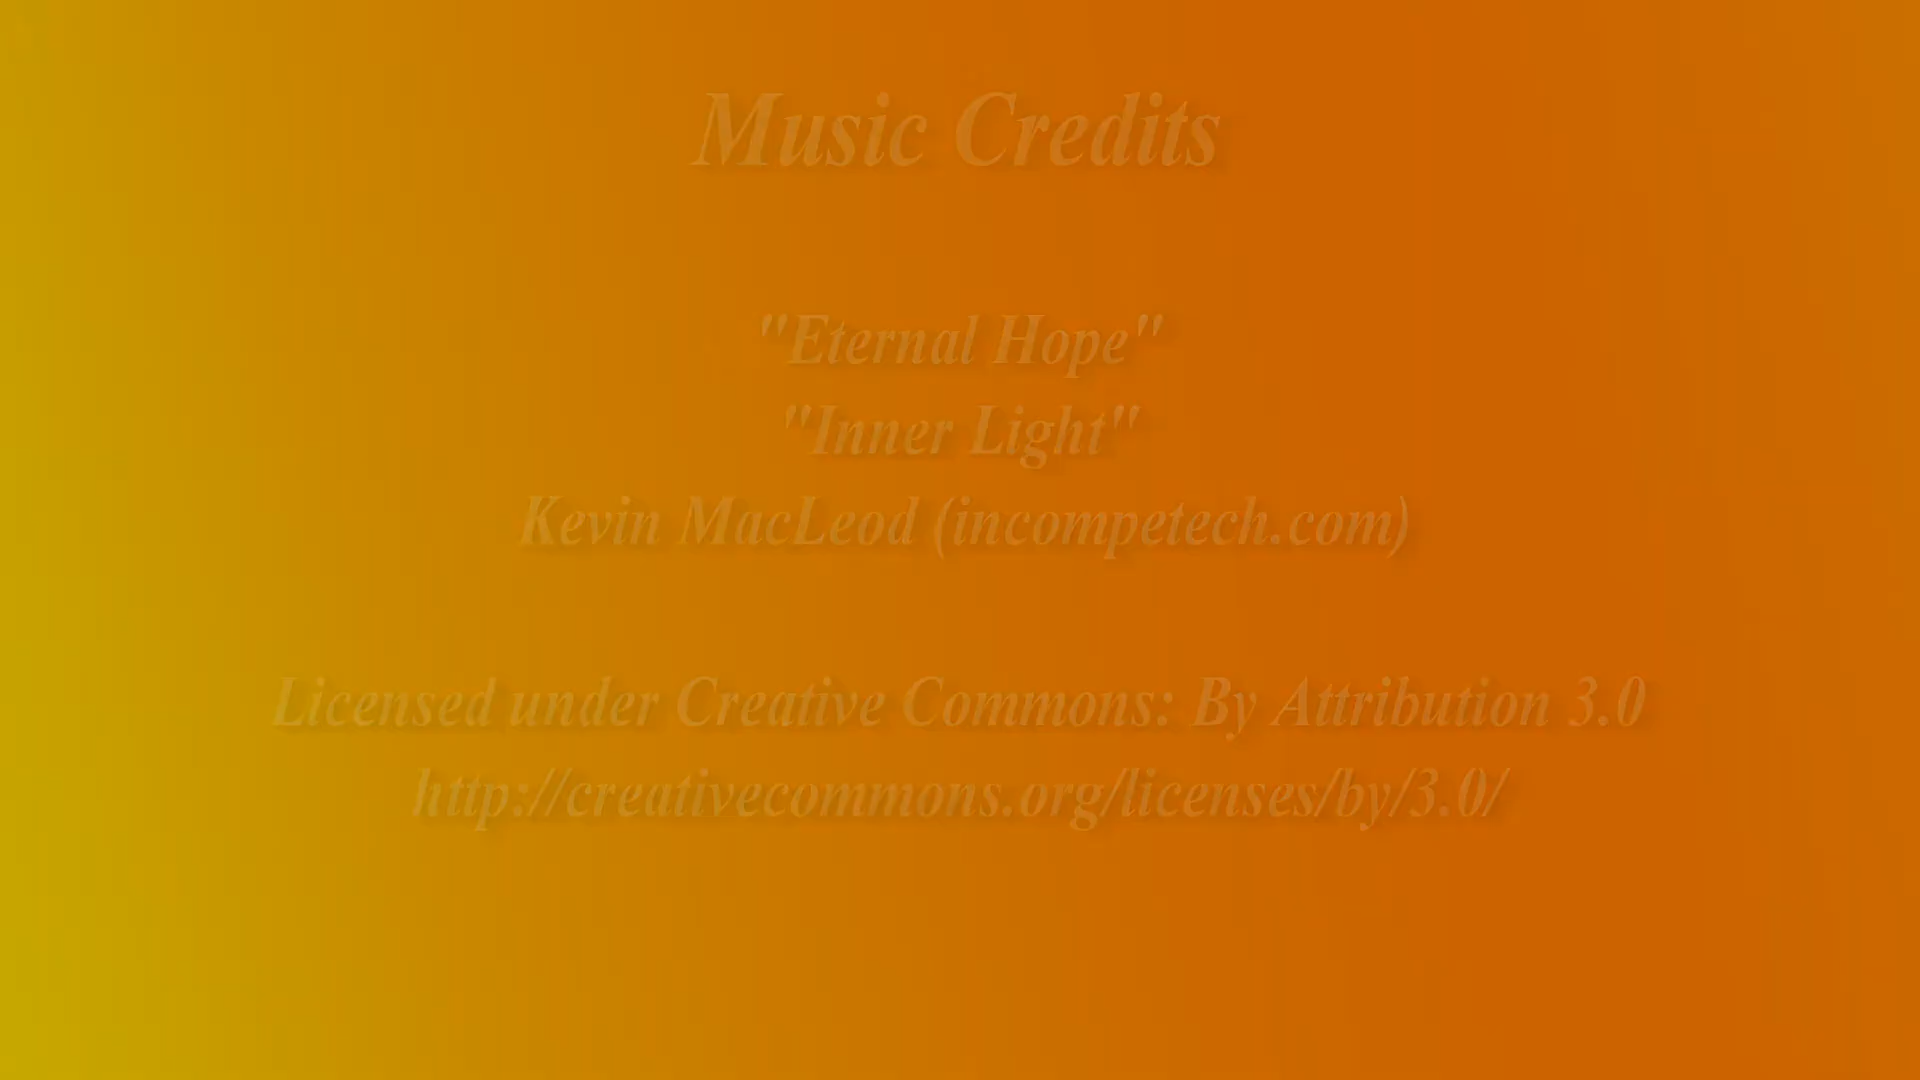 Music Credits
"Eternal Hope"
"Inner Light"
Kevin MacLeod (incompetech.com)
Licensed under Creative Commons: By Attribution 3.0
http://creativecommons.org/licenses/by/3.0/